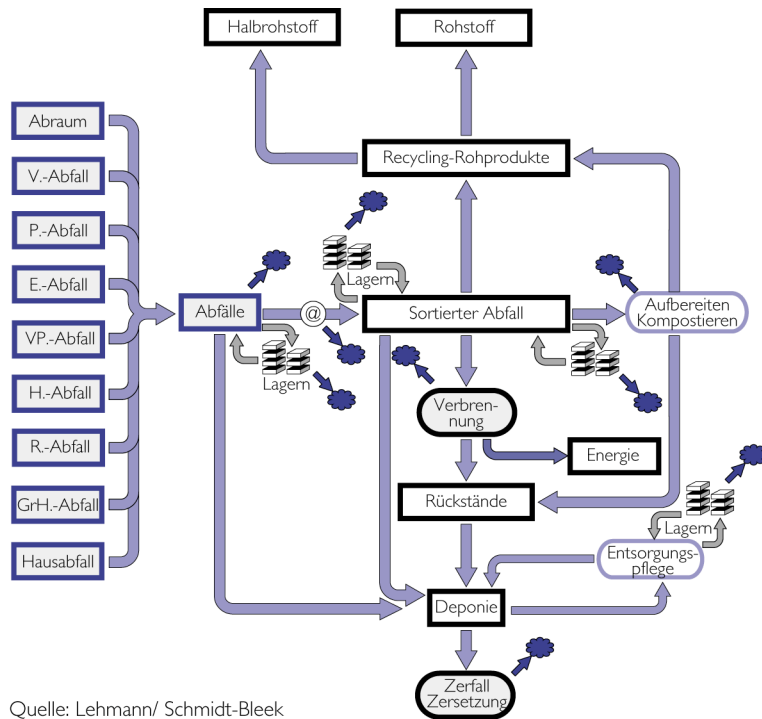 Halbrohstoff
Rohstoff
Abraum
Recycling-Rohprodukte
V.-Abfall
P.-Abfall
E.-Abfall
Lagern
Abfälle
@
Sortierter Abfall
Aufbereiten
Kompostieren
VP.-Abfall
Lagern
Lagern
H.-Abfall
Verbren-
nung
R.-Abfall
Energie
GrH.-Abfall
Rückstände
Lagern
Hausabfall
Entsorgungs-
pflege
Deponie
Zerfall
Zersetzung
Quelle: Lehmann/ Schmidt-Bleek